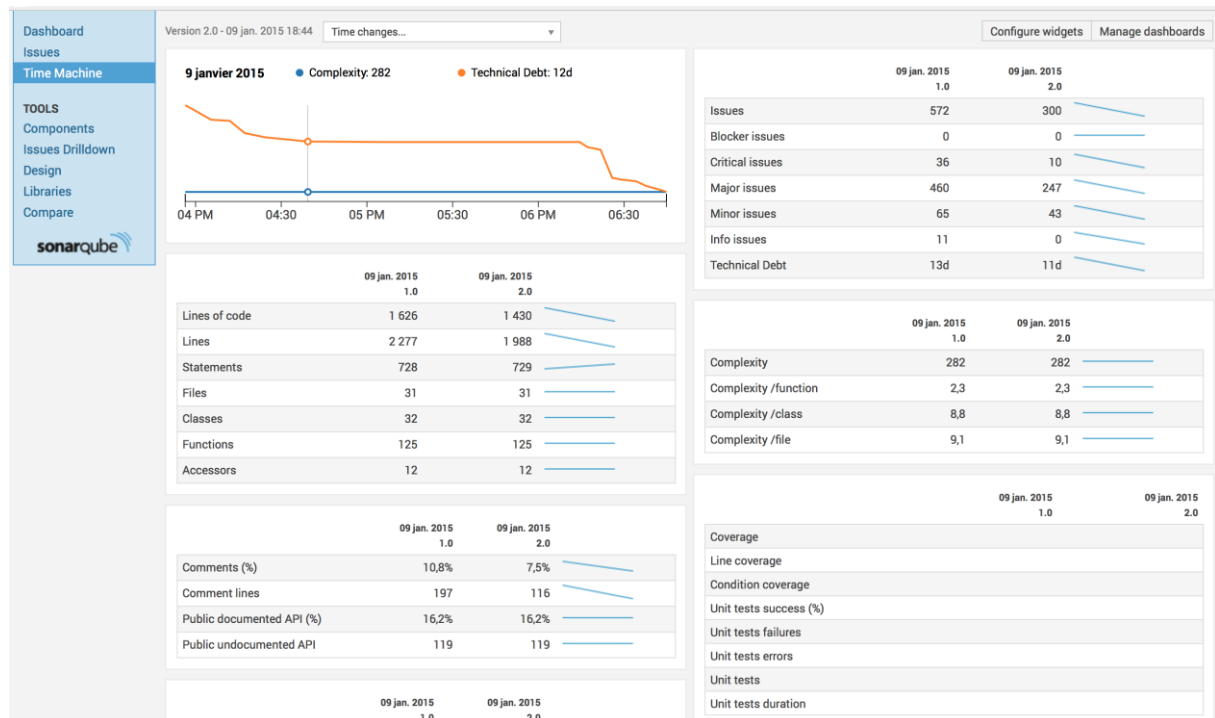 Dashboard
Issues
Time Machine
TOOLS
Components
Issues Drilldown
Design
Libraries
Compare
sonarqube
Version 2.0 - 09 jan. 2015 18:44 Time changes...
Configure widgets Manage dashboards
9 janvier 2015 Complexity: 282 Technical Debt: 12d
04 PM 04:30 05 PM 05:30 06 PM 06:30
09 jan. 2015 09 jan. 2015
1.0 2.0
Lines of code 1 626 1 430
Lines 2 277 1 988
Statements 728 729
Files 31 31
Classes 32 32
Functions 125 125
Accessors 12 12
09 jan. 2015 09 jan. 2015
1.0 2.0
Comments (%) 10,8% 7,5%
Comment lines 197 116
Public documented API (%) 16,2% 16,2%
Public undocumented API 119 119
09 jan. 2015 09 jan. 2015
1.0 2.0
09 jan. 2015 09 jan. 2015
1.0 2.0
Issues 572 300
Blocker issues 0 0
Critical issues 36 10
Major issues 460 247
Minor issues 65 43
Info issues 11 0
Technical Debt 13d 11d
09 jan. 2015 09 jan. 2015
1.0 2.0
Complexity 282 282
Complexity /function 2,3 2,3
Complexity /class 8,8 8,8
Complexity /file 9,1 9,1
09 jan. 2015 09 jan. 2015
1.0 2.0
Coverage
Line coverage
Condition coverage
Unit tests success (%)
Unit tests failures
Unit tests errors
Unit tests
Unit tests duration